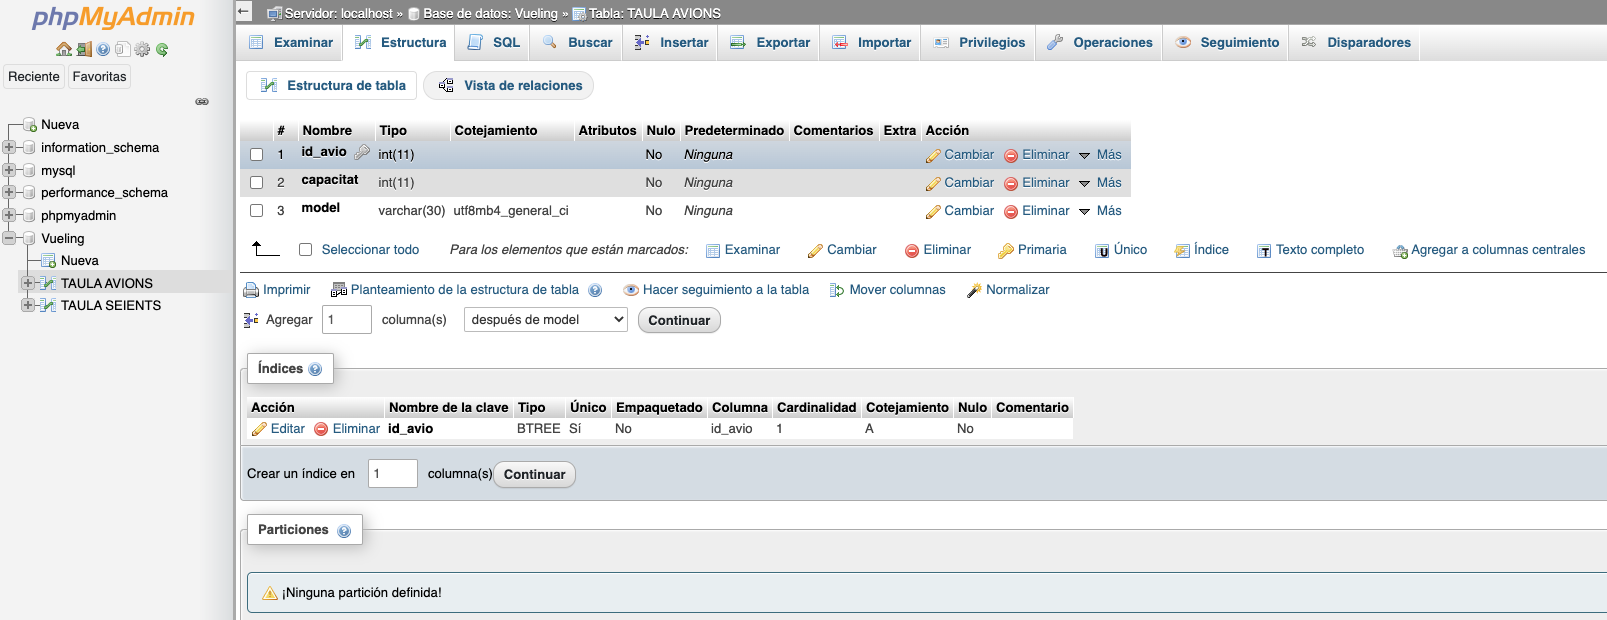 phpMyAdmin
Reciente Favoritas
Nueva
information_schema
mysql
performance_schema
phpmyadmin
Vueling
Nueva
TAULA AVIONS
TAULA SEIENTS
Servidor: localhost » Base de datos: Vueling » Tabla: TAULA AVIONS
Examinar Estructura SQL Buscar Insertar Exportar Importar Privilegios Operaciones Seguimiento Disparadores
Estructura de tabla Vista de relaciones
# Nombre Tipo Cotejamiento Atributos Nulo Predeterminado Comentarios Extra Acción
1 id_avio int(11) No Ninguna Cambiar Eliminar Más
2 capacitat int(11) No Ninguna Cambiar Eliminar Más
3 model varchar(30) utf8mb4_general_ci No Ninguna Cambiar Eliminar Más
Seleccionar todo Para los elementos que están marcados: Examinar Cambiar Eliminar Primaria Único Índice Texto completo Agregar a columnas centrales
Imprimir Planteamiento de la estructura de tabla Hacer seguimiento a la tabla Mover columnas Normalizar
Agregar 1 columna(s) después de model Continuar
Índices
Acción Nombre de la clave Tipo Único Empaquetado Columna Cardinalidad Cotejamiento Nulo Comentario
Editar Eliminar id_avio BTREE Sí No id_avio 1 A No
Crear un índice en 1 columna(s) Continuar
Particiones
¡Ninguna partición definida!